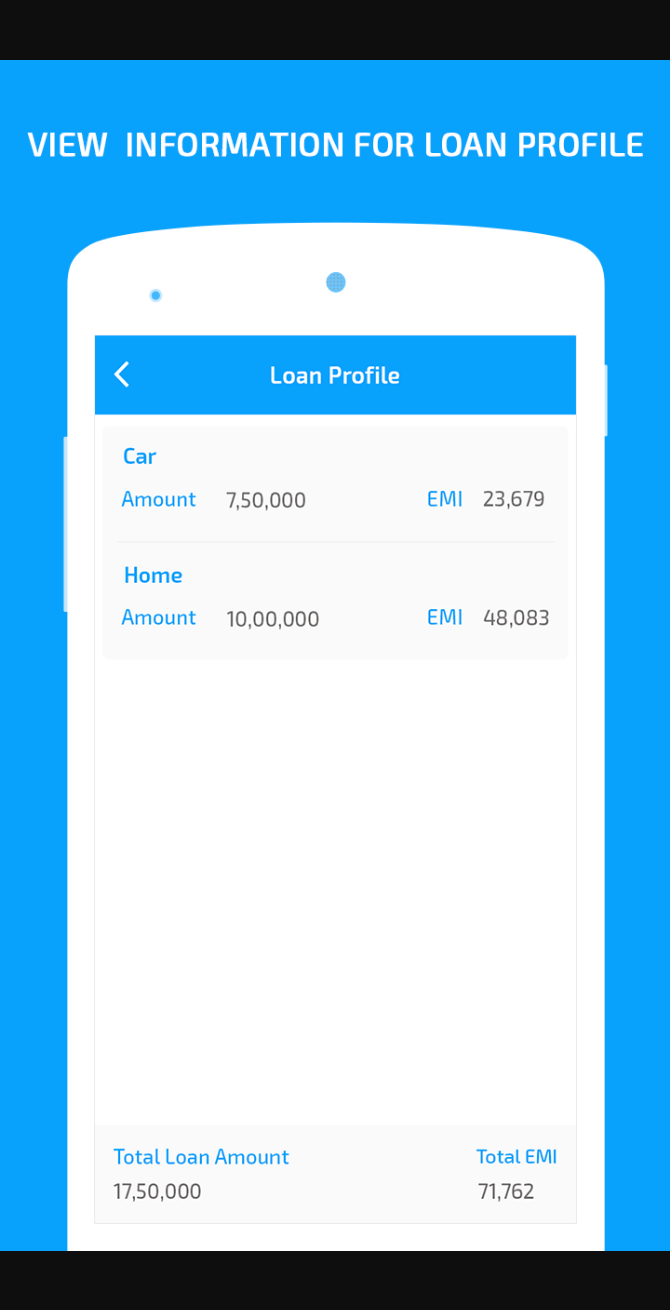 VIEW INFORMATION FOR LOAN PROFILE
Loan Profile
Car
Amount 7,50,000 EMI 23,679
Home
Amount 10,00,000 EMI 48,083
Total Loan Amount Total EMI
17,50,000 71,762